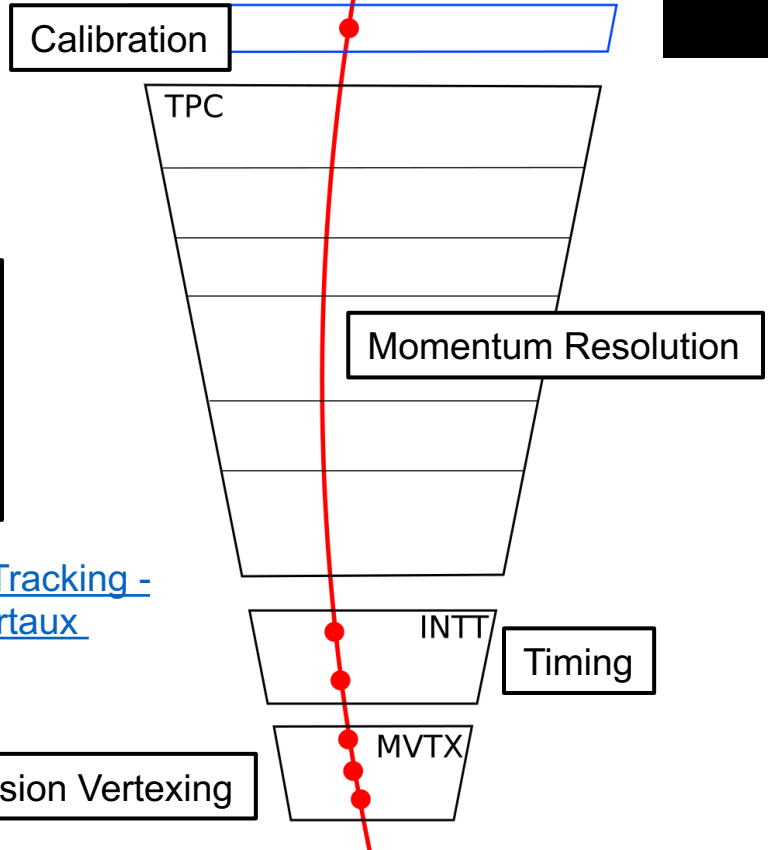 Calibration
TPC
Momentum Resolution
Tracking -
rtaux
INTT
Timing
MVTX
sion Vertexing